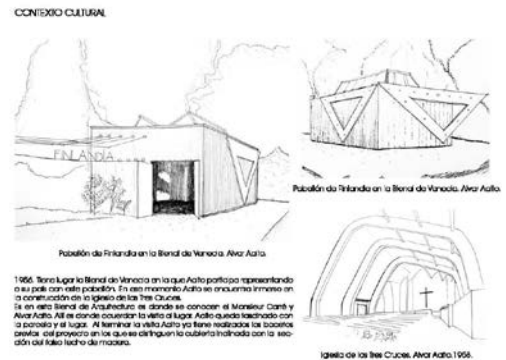 CONTEXTO CULTURAL
FINLANDIA
Pabellón de Finlandia en la Bienal de Venecia. Alvar Aalto.
Pabellón de Finlandia en la Bienal de Venecia. Alvar Aalto.
1956. Tiene lugar la Bienal de Venecia en la que Aalto participa representando
a su país con este pabellón. En ese momento Aalto se encuentra inmerso en
la construcción de la iglesia de las Tres Cruces.
Es en esta Bienal de Arquitectura es donde se conocen el Monsieur Carré y
Alvar Aalto. Allí es donde acuerdan la visita al lugar. Aalto queda fascinado con
la parcela y el lugar. Al terminar la visita Aalto ya tiene realizados los bocetos
previos del proyecto en los que se distinguen la cubierta inclinada con la sec-
ción del falso techo de madera.
Iglesia de las Tres Cruces. Alvar Aalto. 1958.